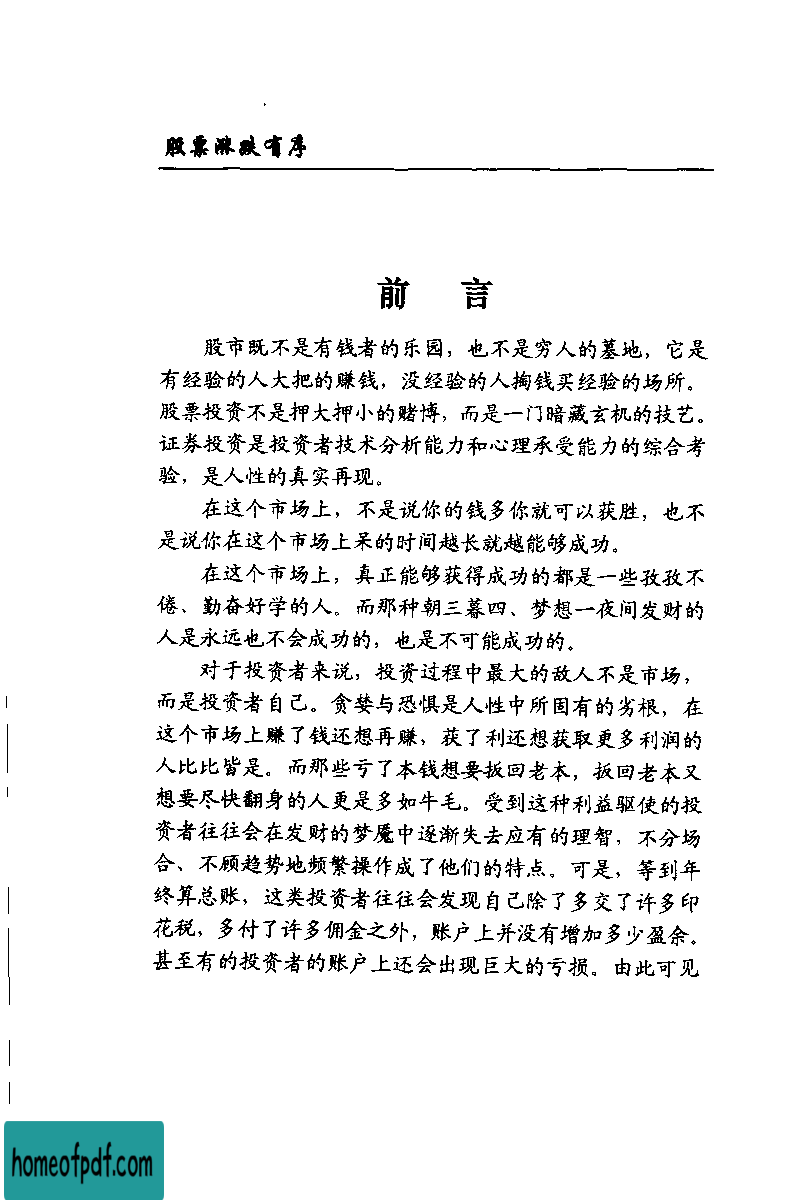 股票涨跌有序
前 言
股市既不是有钱者的乐园，也不是穷人的墓地，它是
有经验的人大把的赚钱，没经验的人掏钱买经验的场所。
股票投资不是押大押小的赌博，而是一门暗藏玄机的技艺。
证券投资是投资者技术分析能力和心理承受能力的综合考
验，是人性的真实再现。
在这个市场上，不是说你的钱多你就可以获胜，也不
是说你在这个市场上呆的时间越长就越能够成功。
在这个市场上，真正能够获得成功的都是一些孜孜不
倦、勤奋好学的人。而那种朝三暮四、梦想一夜间发财的
人是永远也不会成功的，也是不可能成功的。
对于投资者来说，投资过程中最大的敌人不是市场，
而是投资者自己。贪婪与恐惧是人性中所固有的劣根，在
这个市场上赚了钱还想再赚，获了利还想获取更多利润的
人比比皆是。而那些亏了本钱想要扳回老本，扳回老本又
想要尽快翻身的人更是多如牛毛。受到这种利益驱使的投
资者往往会在发财的梦魇中逐渐失去应有的理智，不分场
合、不顾趋势地频繁操作成了他们的特点。可是，等到年
终算总账，这类投资者往往会发现自己除了多交了许多印
花税，多付了许多佣金之外，账户上并没有增加多少盈余。
甚至有的投资者的账户上还会出现巨大的亏损。由此可见
homeofpdf.com